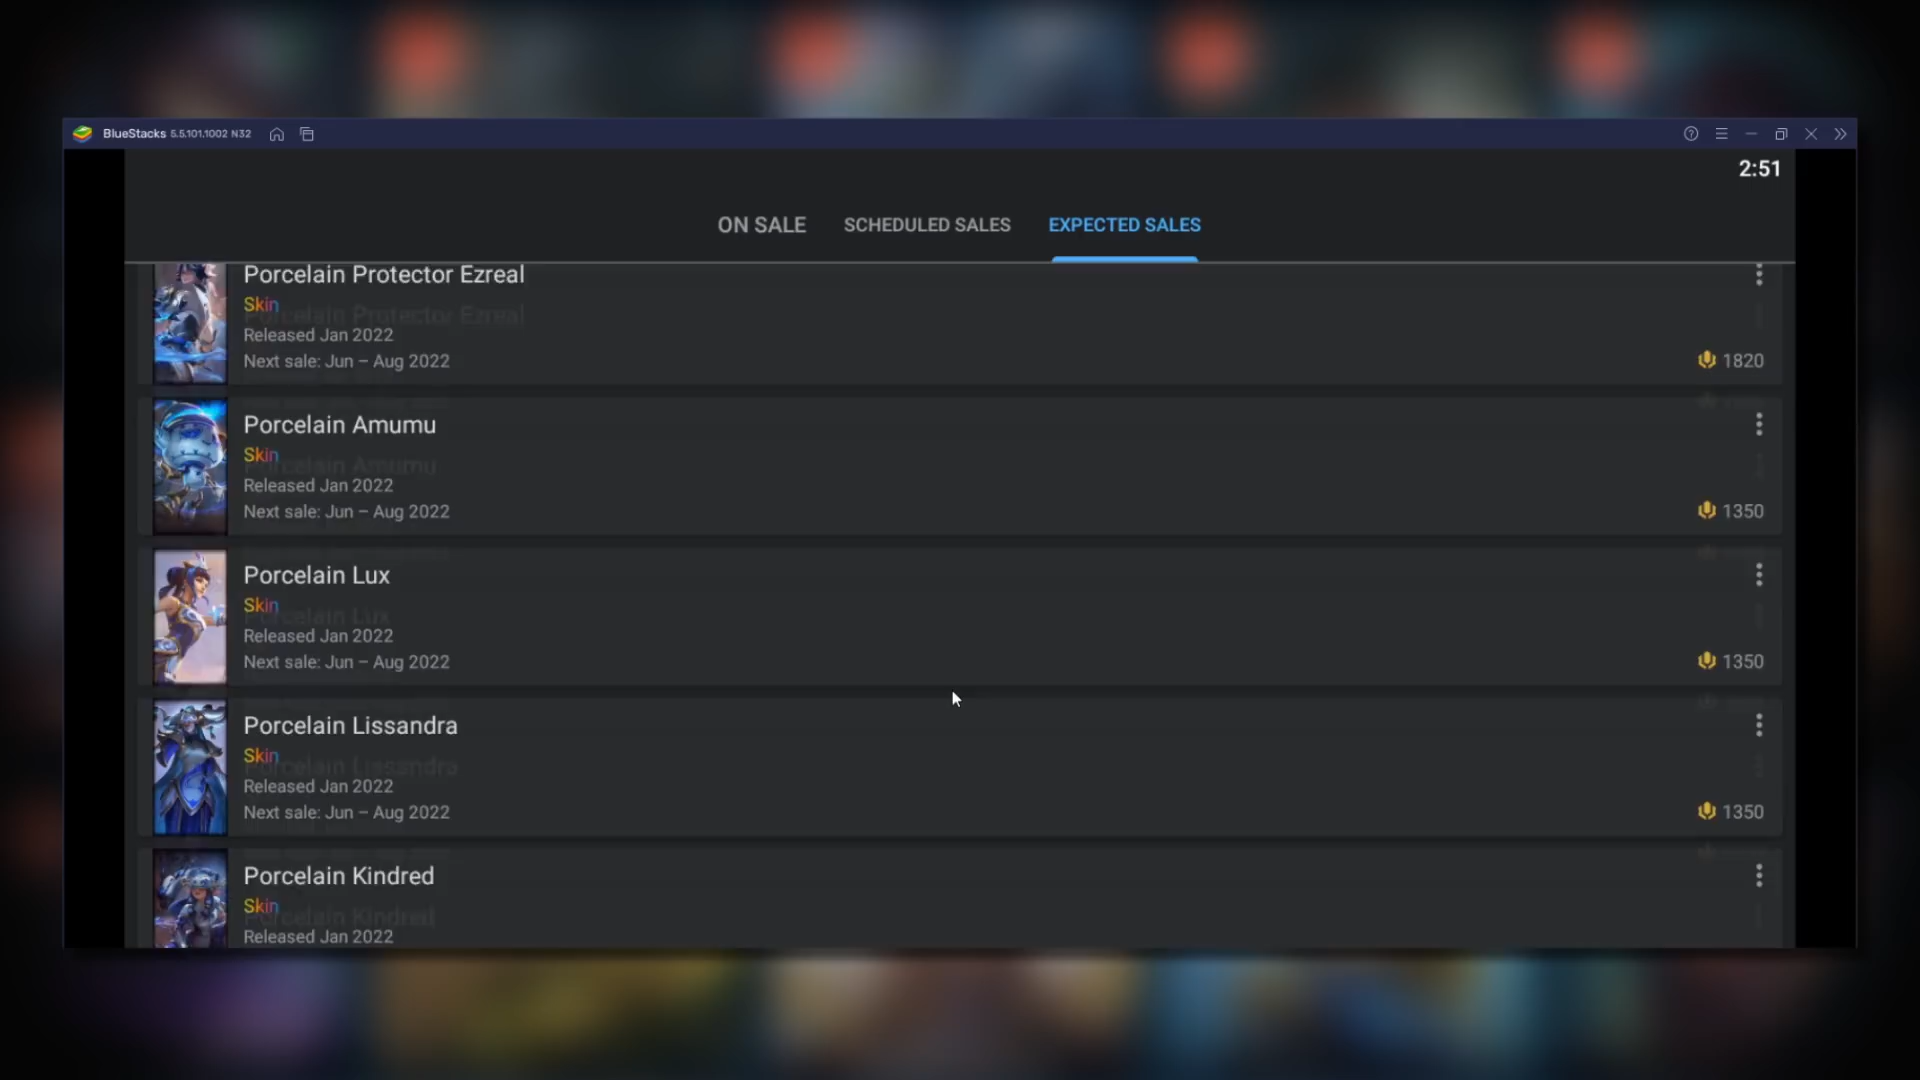 BlueStacks 5.5.101.1002 N32
2:51
ON SALE SCHEDULED SALES EXPECTED SALES
Porcelain Protector Ezreal
Skin
Released Jan 2022
Next sale: Jun – Aug 2022
1820
Porcelain Amumu
Skin
Released Jan 2022
Next sale: Jun – Aug 2022
1350
Porcelain Lux
Skin
Released Jan 2022
Next sale: Jun – Aug 2022
1350
Porcelain Lissandra
Skin
Released Jan 2022
Next sale: Jun – Aug 2022
1350
Porcelain Kindred
Skin
Released Jan 2022